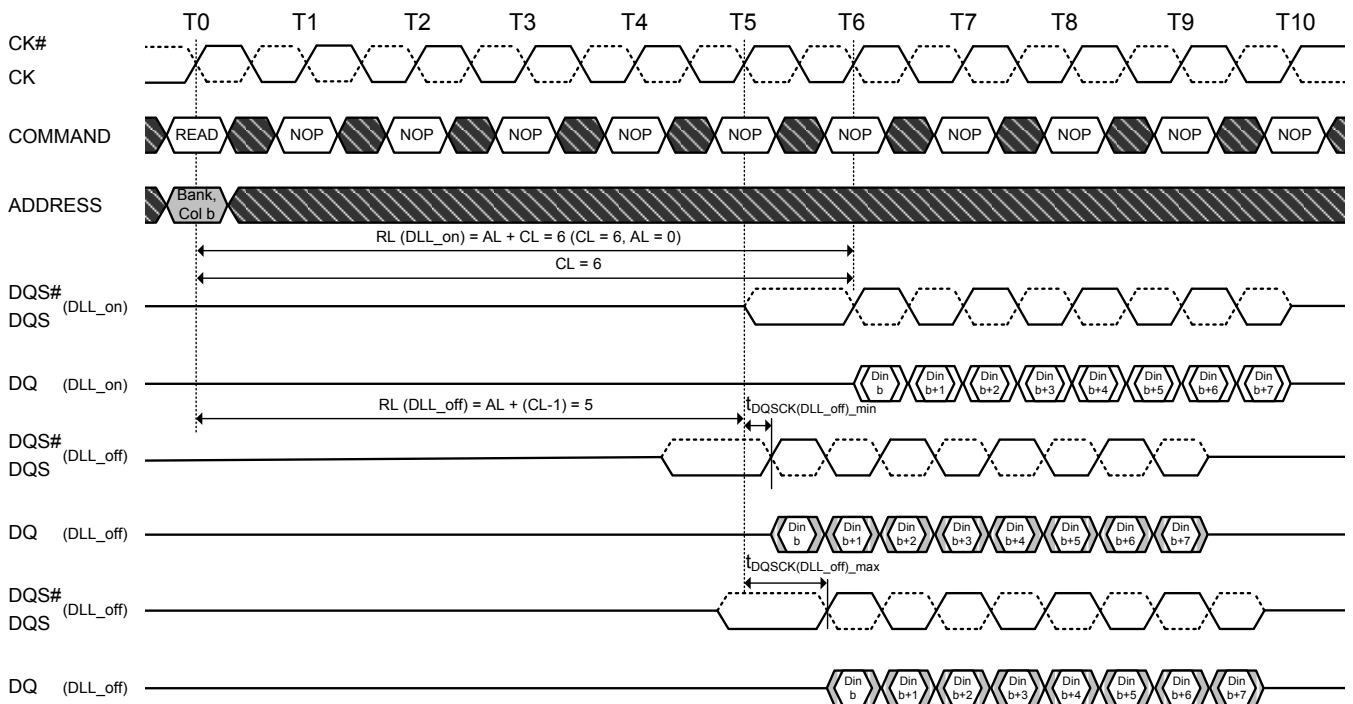 T0 T1 T2 T3 T4 T5 T6 T7 T8 T9 T10
CK#
CK
COMMAND READ NOP NOP NOP NOP NOP NOP NOP NOP NOP NOP
ADDRESS Bank, Col b
RL (DLL_on) = AL + CL = 6 (CL = 6, AL = 0)
CL = 6
DQS# (DLL_on)
DQS
DQ (DLL_on) Din b Din b+1 Din b+2 Din b+3 Din b+4 Din b+5 Din b+6 Din b+7
RL (DLL_off) = AL + (CL-1) = 5 tDQSCK(DLL_off)_min
DQS# (DLL_off)
DQS
DQ (DLL_off) Din b Din b+1 Din b+2 Din b+3 Din b+4 Din b+5 Din b+6 Din b+7
tDQSCK(DLL_off)_max
DQS# (DLL_off)
DQS
DQ (DLL_off) Din b Din b+1 Din b+2 Din b+3 Din b+4 Din b+5 Din b+6 Din b+7